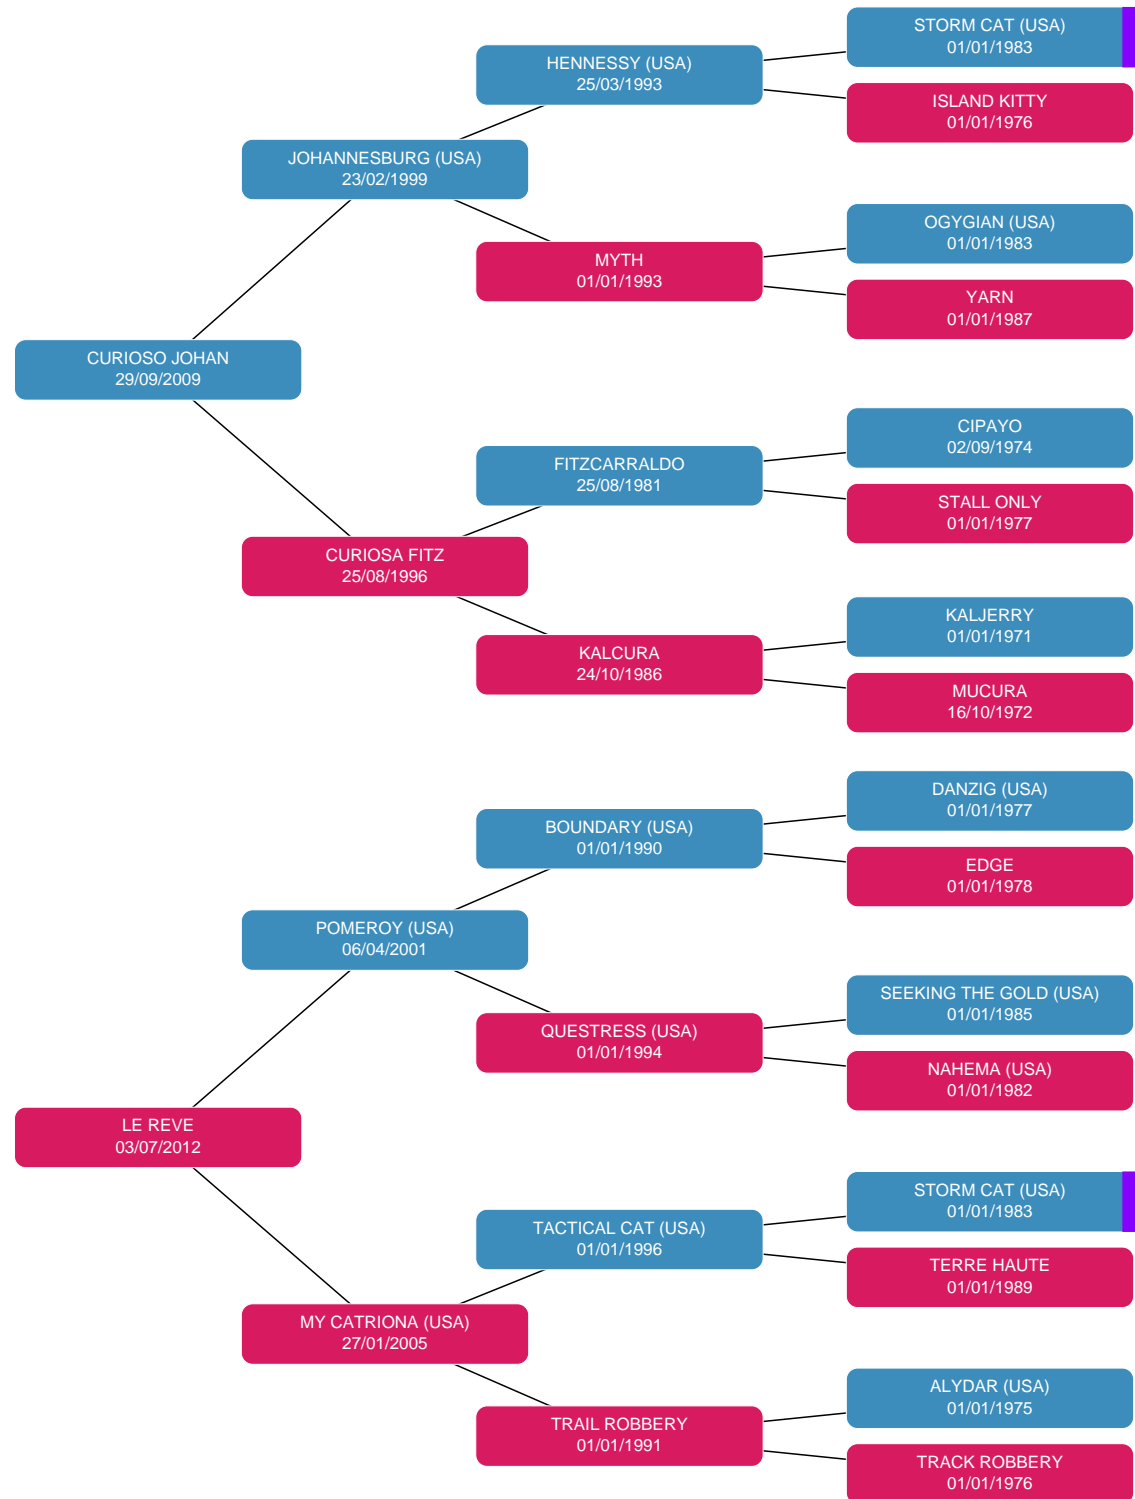 STORM CAT (USA)
01/01/1983
HENNESSY (USA)
25/03/1993
ISLAND KITTY
01/01/1976
JOHANNESBURG (USA)
23/02/1999
OGYGIAN (USA)
01/01/1983
MYTH
01/01/1993
YARN
01/01/1987
CURIOSO JOHAN
29/09/2009
CIPAYO
02/09/1974
FITZCARRALDO
25/08/1981
STALL ONLY
01/01/1977
CURIOSA FITZ
25/08/1996
KALJERRY
01/01/1971
KALCURA
24/10/1986
MUCURA
16/10/1972
DANZIG (USA)
01/01/1977
BOUNDARY (USA)
01/01/1990
EDGE
01/01/1978
POMEROY (USA)
06/04/2001
SEEKING THE GOLD (USA)
01/01/1985
QUESTRESS (USA)
01/01/1994
NAHEMA (USA)
01/01/1982
LE REVE
03/07/2012
STORM CAT (USA)
01/01/1983
TACTICAL CAT (USA)
01/01/1996
TERRE HAUTE
01/01/1989
MY CATRIONA (USA)
27/01/2005
ALYDAR (USA)
01/01/1975
TRAIL ROBBERY
01/01/1991
TRACK ROBBERY
01/01/1976